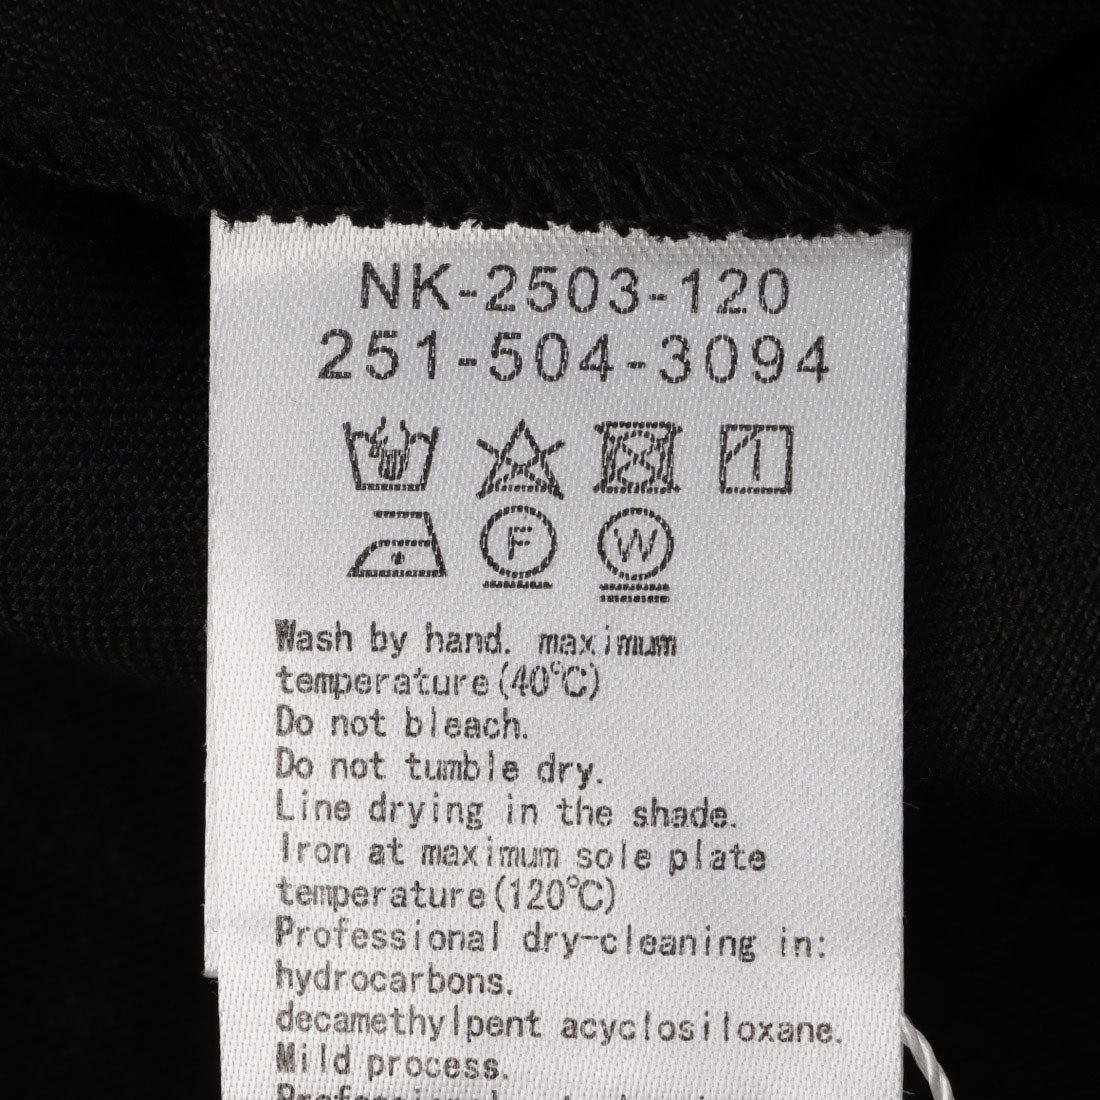 NK-2503-120
251-504-3094
F W
Wash by hand. maximum
temperature(40℃)
Do not bleach.
Do not tumble dry.
Line drying in the shade.
Iron at maximum sole plate
temperature(120℃)
Professional dry-cleaning in:
hydrocarbons.
decamethylpent acyclosiloxane.
Mild process.